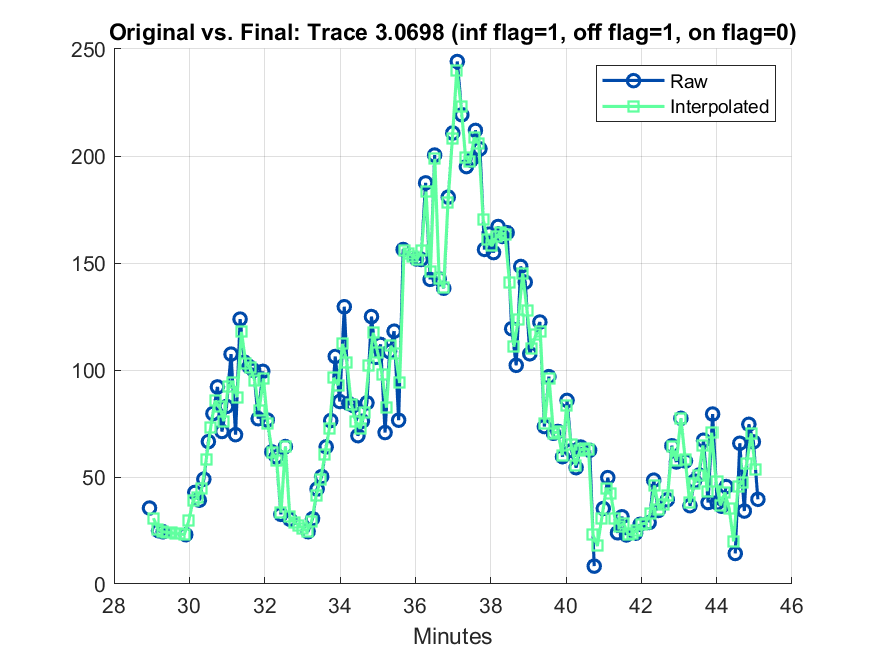 Original vs. Final: Trace 3.0698 (inf flag=1, off flag=1, on flag=0)
250
200
150
100
50
0
Raw
Interpolated
28 30 32 34 36 38 40 42 44 46
Minutes